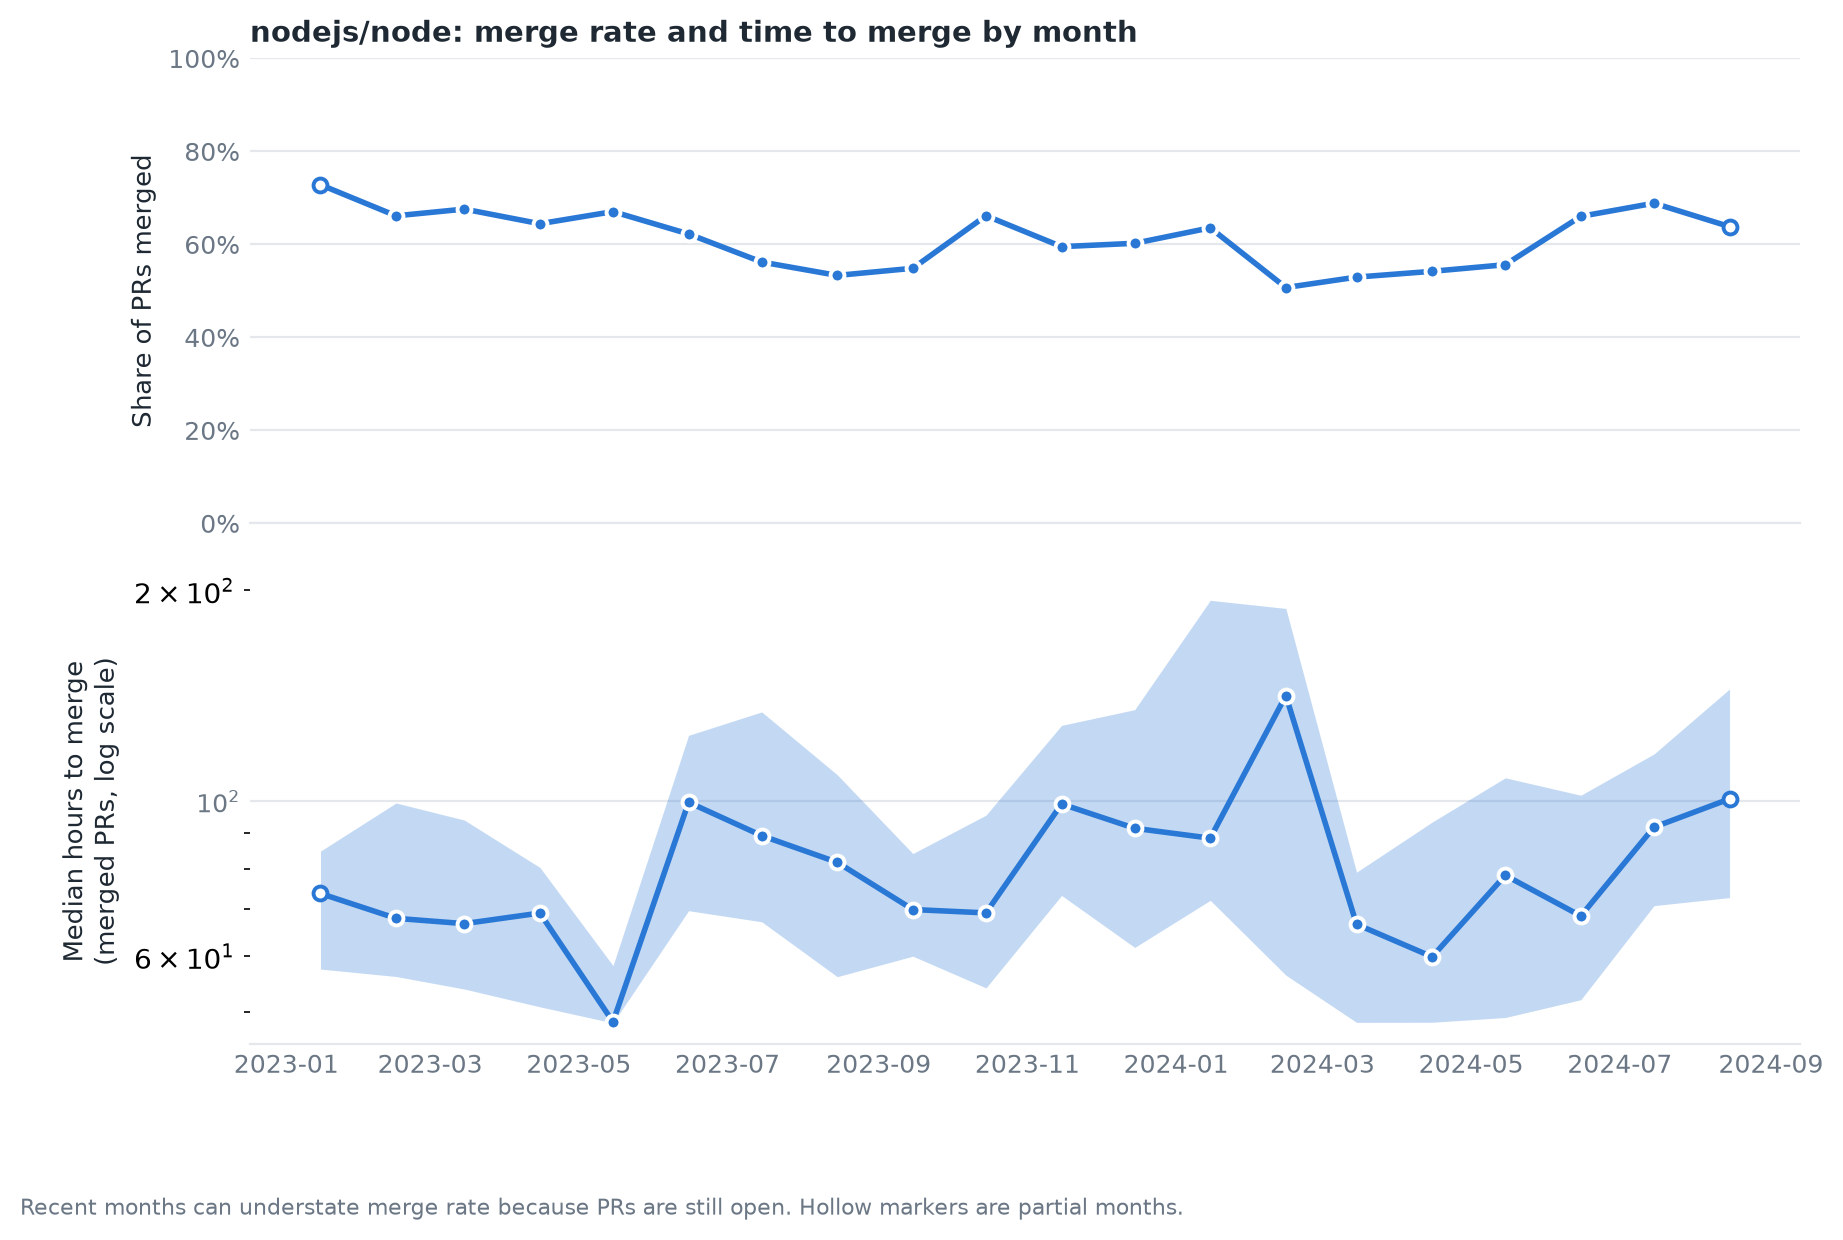 nodejs/node: merge rate and time to merge by month
100%
80%
60%
40%
20%
0%
Share of PRs merged
2 × 10²
10²
6 × 10¹
Median hours to merge
(merged PRs, log scale)
2023-01 2023-03 2023-05 2023-07 2023-09 2023-11 2024-01 2024-03 2024-05 2024-07 2024-09
Recent months can understate merge rate because PRs are still open. Hollow markers are partial months.